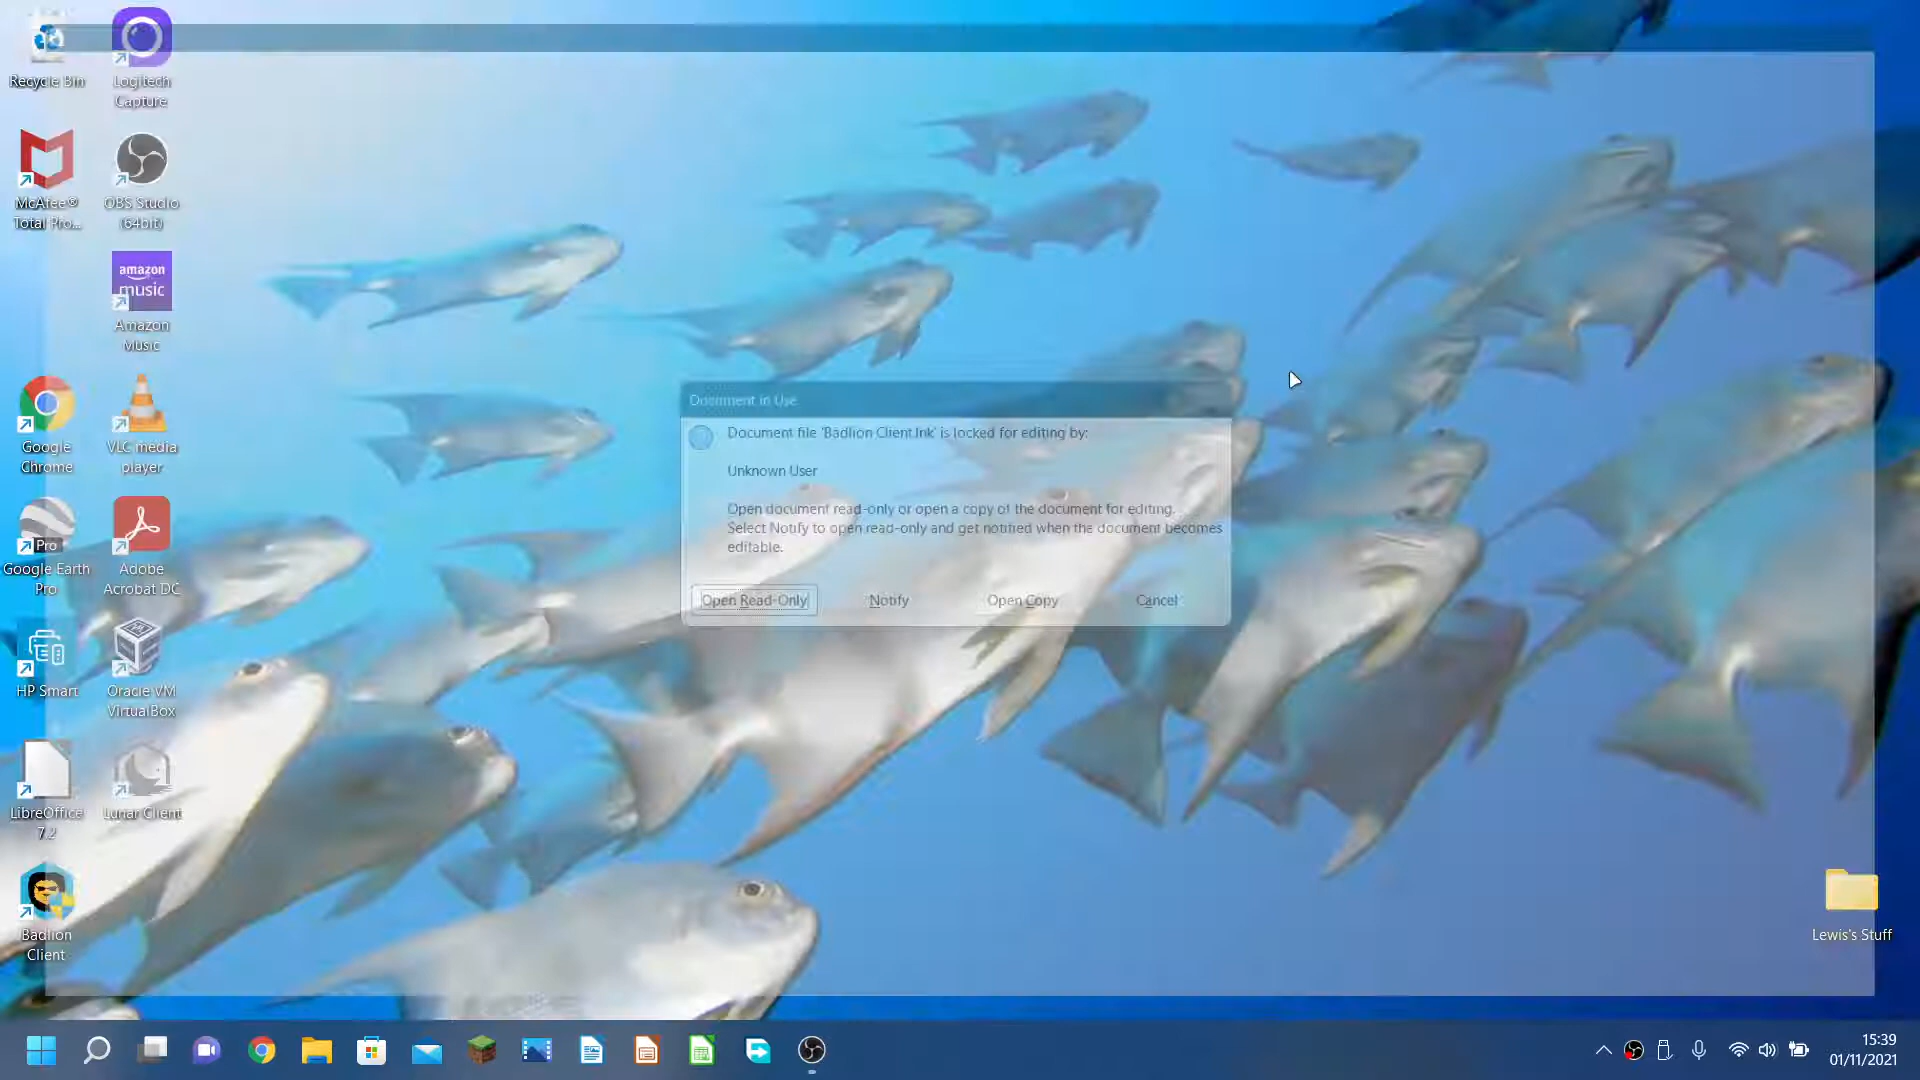 Recycle Bin
Logitech
Capture
McAfee®
Total Pro...
OBS Studio
(64bit)
amazon
music
Amazon
Music
Google
Chrome
VLC media
player
Pro
Google Earth
Pro
Adobe
Acrobat DC
HP Smart
Oracle VM
VirtualBox
LibreOffice
7.2
Lunar Client
Badlion
Client
Document in Use
Document file 'Badlion Client.lnk' is locked for editing by:
Unknown User
Open document read-only or open a copy of the document for editing.
Select Notify to open read-only and get notified when the document becomes
editable.
Open Read-Only
Notify
Open Copy
Cancel
Lewis's Stuff
15:39
01/11/2021